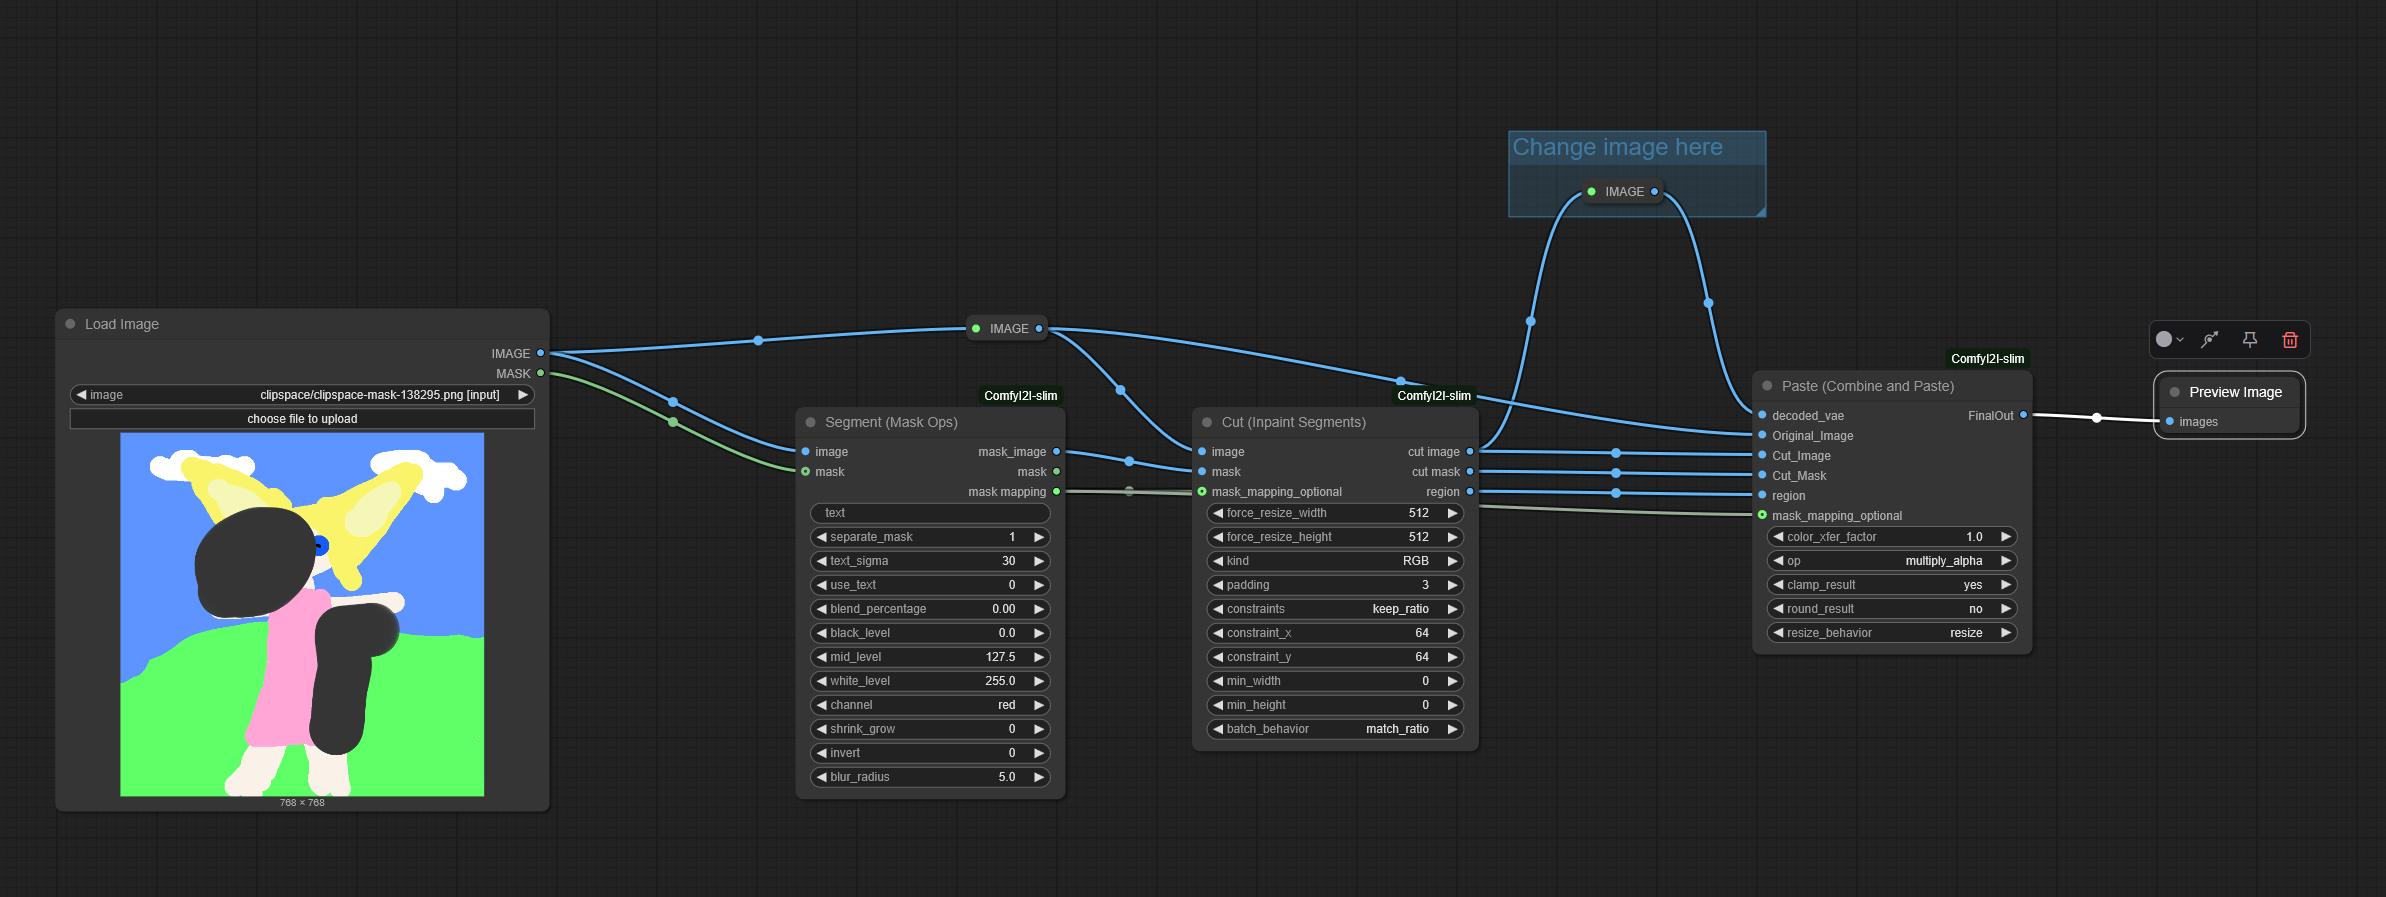 Change image here
IMAGE
Load Image
IMAGE
MASK
image clipspace/clipspace-mask-138295.png [input]
choose file to upload
768 × 768
IMAGE
ComfyI2I-slim
Segment (Mask Ops)
image mask_image
mask mask
mask mapping
text
separate_mask 1
text_sigma 30
use_text 0
blend_percentage 0.00
black_level 0.0
mid_level 127.5
white_level 255.0
channel red
shrink_grow 0
invert 0
blur_radius 5.0
ComfyI2I-slim
Cut (Inpaint Segments)
image cut image
mask cut mask
mask_mapping_optional region
force_resize_width 512
force_resize_height 512
kind RGB
padding 3
constraints keep_ratio
constraint_x 64
constraint_y 64
min_width 0
min_height 0
batch_behavior match_ratio
ComfyI2I-slim
Paste (Combine and Paste)
decoded_vae FinalOut
Original_Image
Cut_Image
Cut_Mask
region
mask_mapping_optional
color_xfer_factor 1.0
op multiply_alpha
clamp_result yes
round_result no
resize_behavior resize
Preview Image
images